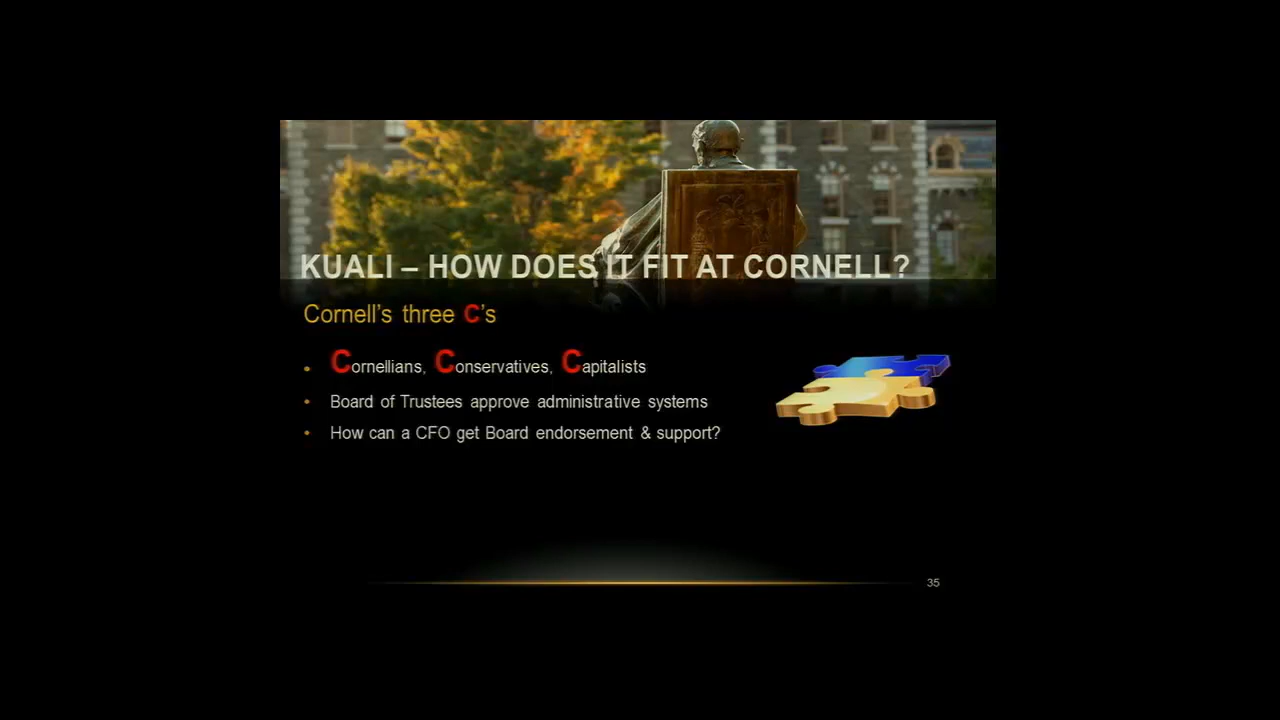 KUALI – HOW DOES IT FIT AT CORNELL?
Cornell's three C's
• Cornellians, Conservatives, Capitalists
• Board of Trustees approve administrative systems
• How can a CFO get Board endorsement & support?
35